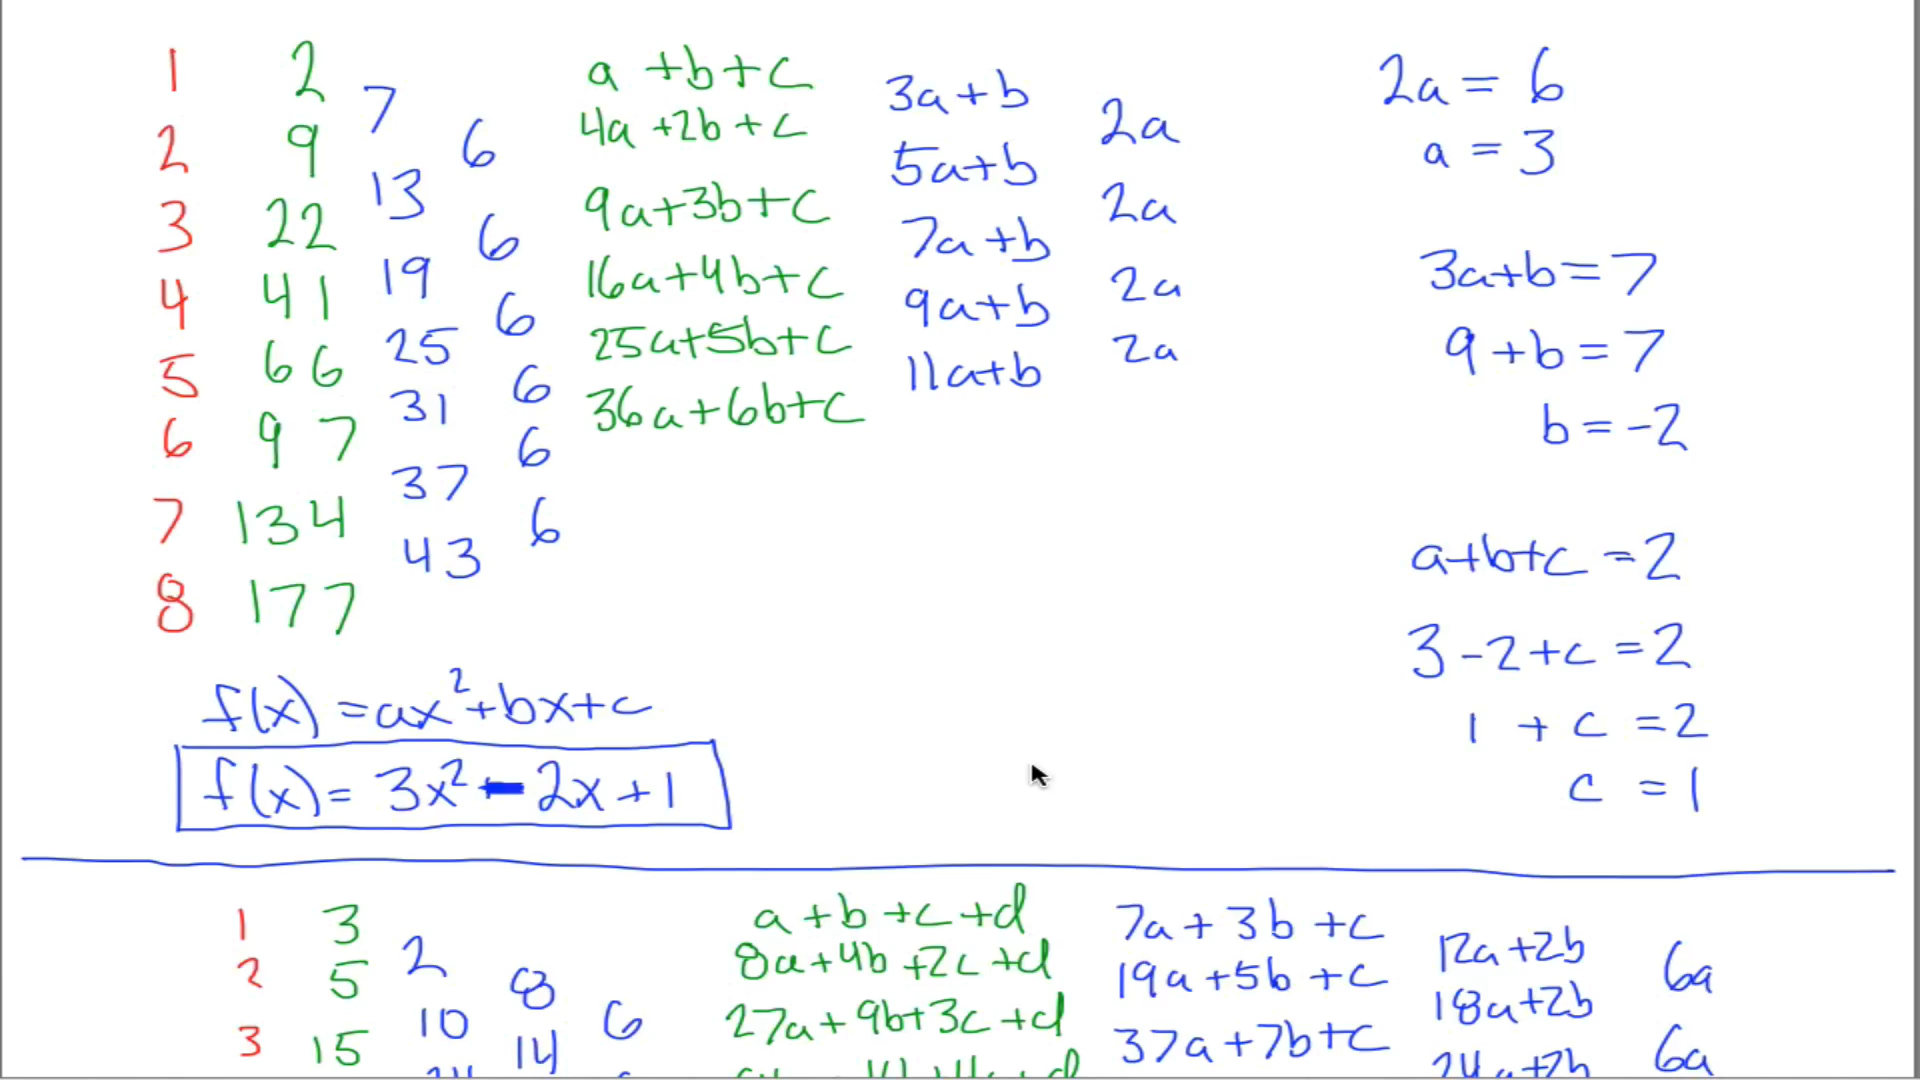 1 2 a + b + c 3a + b 2a = 6
7 2a
2 9 6 4a + 2b + c 5a + b a = 3
13 2a
3 22 6 9a + 3b + c 7a + b
19 2a 3a + b = 7
4 41 6 16a + 4b + c 9a + b
25 2a 9 + b = 7
5 66 6 25a + 5b + c 11a + b
31
6 97 6 36a + 6b + c b = -2
37
7 134 6 a + b + c = 2
43
8 177 3 - 2 + c = 2
f(x) = ax² + bx + c 1 + c = 2
f(x) = 3x² - 2x + 1 c = 1
1 3 a + b + c + d 7a + 3b + c 12a + 2b
2 6a
2 5 8 8a + 4b + 2c + d 19a + 5b + c 18a + 2b
10 6
3 15 14 27a + 9b + 3c + d 37a + 7b + c 6a